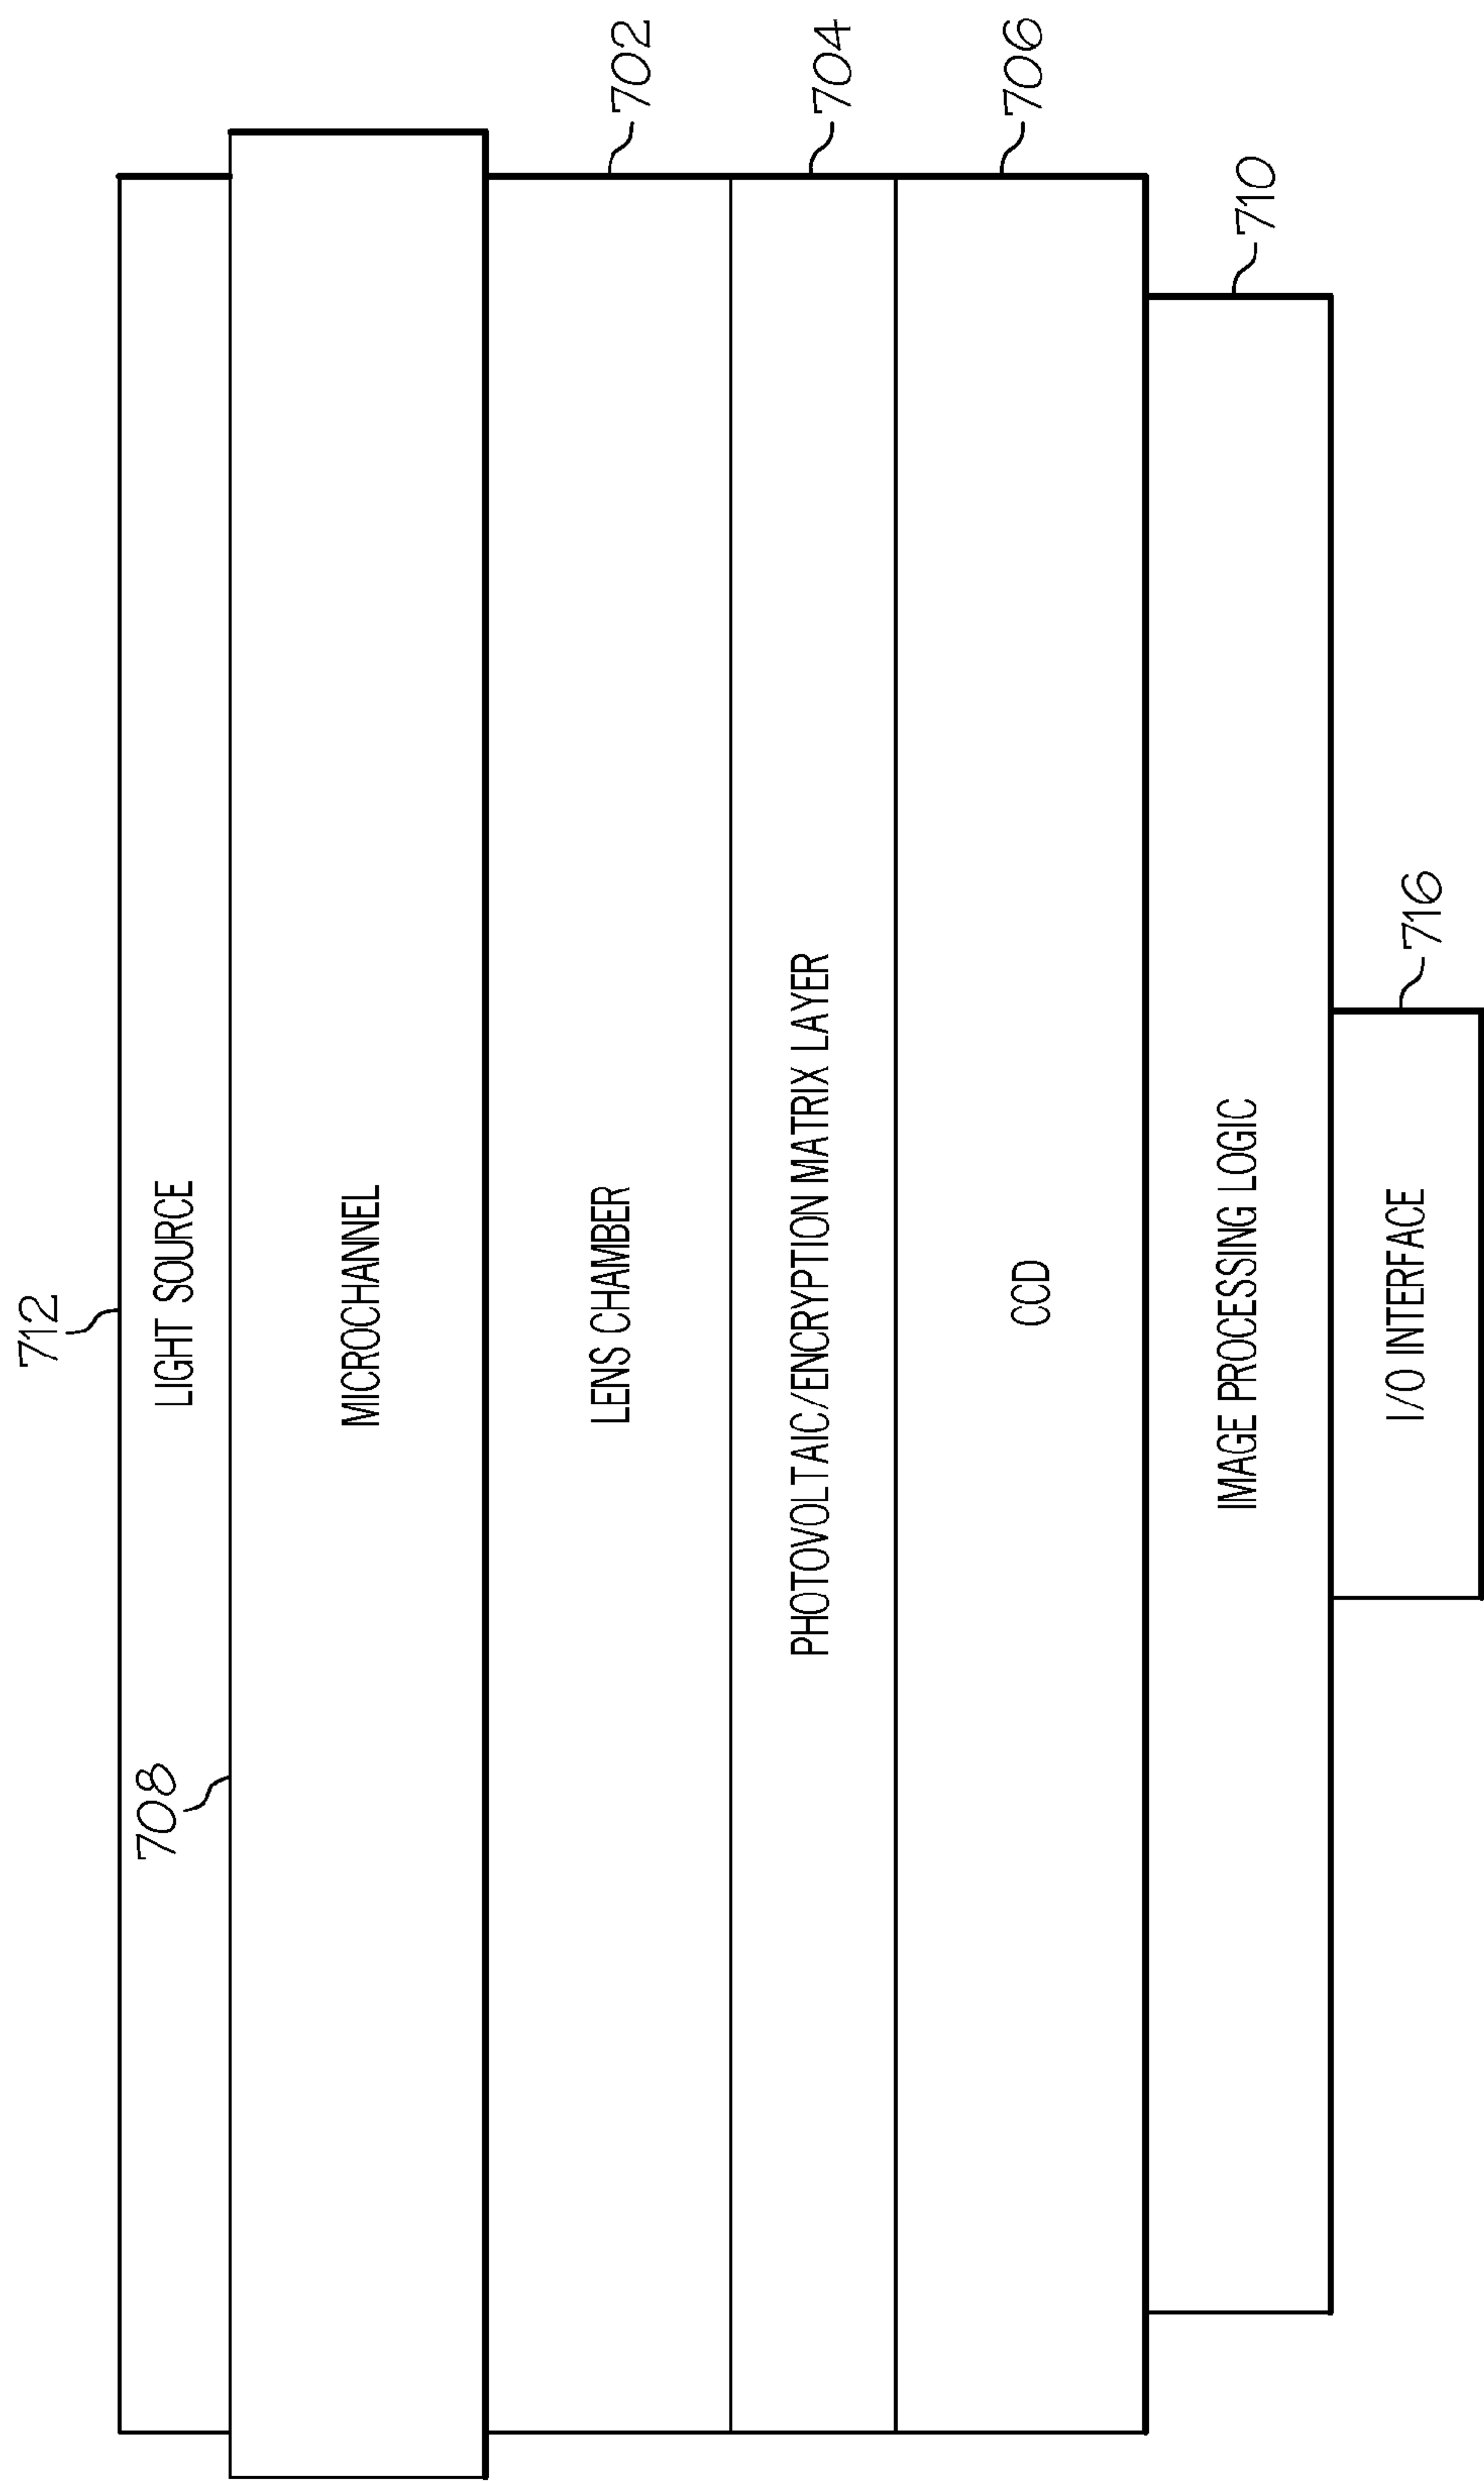 712
LIGHT SOURCE
708
MICROCHANNEL
LENS CHAMBER
702
PHOTOVOLTAIC/ENCRYPTION MATRIX LAYER
704
CCD
706
IMAGE PROCESSING LOGIC
710
I/O INTERFACE
716